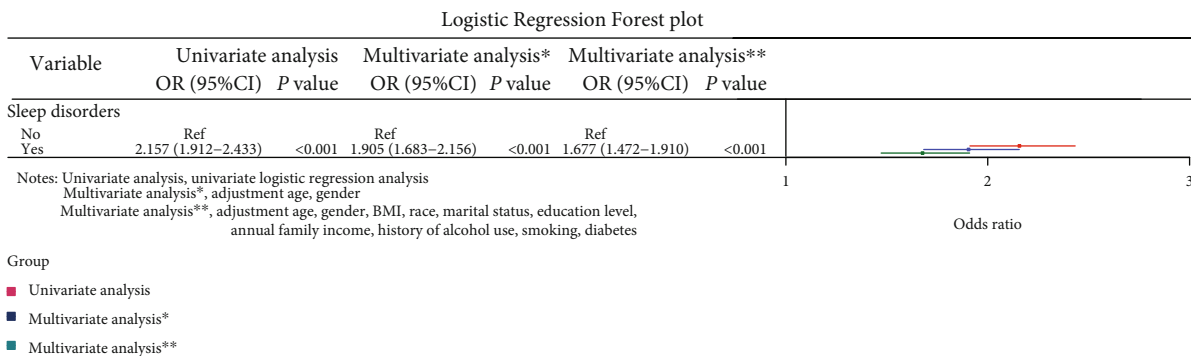 Logistic Regression Forest plot
Variable Univariate analysis Multivariate analysis* Multivariate analysis**
OR (95%CI) P value OR (95%CI) P value OR (95%CI) P value
Sleep disorders
No Ref Ref Ref
Yes 2.157 (1.912–2.433) <0.001 1.905 (1.683–2.156) <0.001 1.677 (1.472–1.910) <0.001
1 2 3
Odds ratio
Notes: Univariate analysis, univariate logistic regression analysis
Multivariate analysis*, adjustment age, gender
Multivariate analysis**, adjustment age, gender, BMI, race, marital status, education level,
annual family income, history of alcohol use, smoking, diabetes
Group
Univariate analysis
Multivariate analysis*
Multivariate analysis**